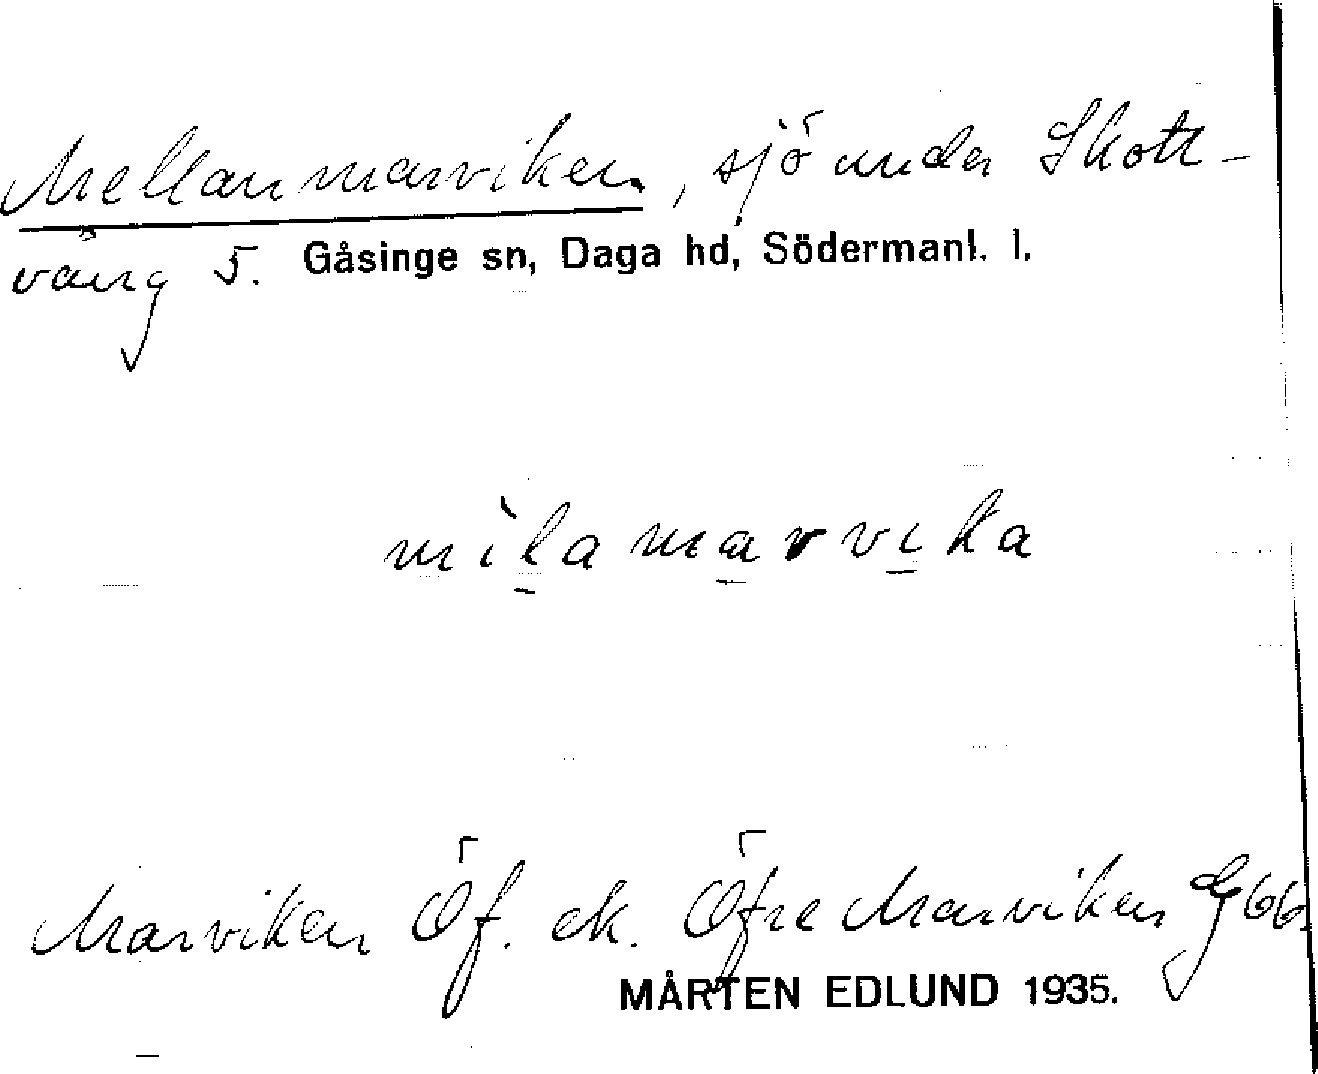 Mellanmarviken, sjö under Skott-
vång 5. Gåsinge sn, Daga hd, Södermanl. l.
mìlamarvika
Marviken Öf. ek. Öfre Marviken G66
MÅRTEN EDLUND 1935.